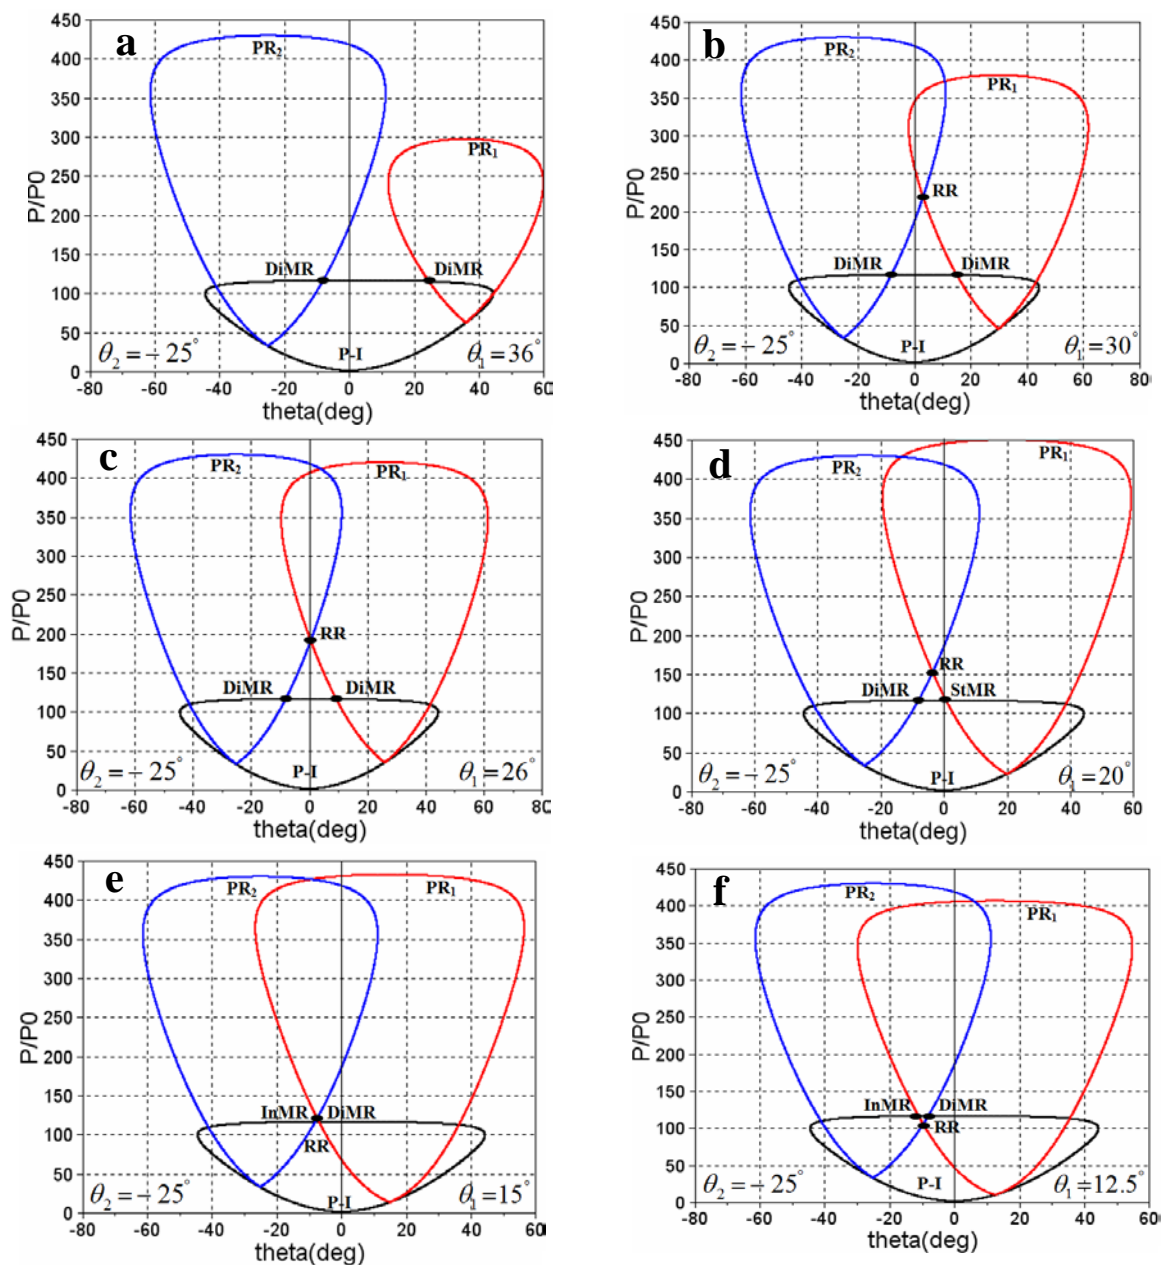 a
450
400
350
300
250
200
150
100
50
0
P/P0
PR₂
PR₁
DiMR
DiMR
P-I
θ₂ = −25°
θ₁ = 36°
-80 -60 -40 -20 0 20 40 60
theta(deg)
b
450
400
350
300
250
200
150
100
50
0
P/P0
PR₂
PR₁
RR
DiMR
DiMR
P-I
θ₂ = −25°
θ₁ = 30°
-80 -60 -40 -20 0 20 40 60 80
theta(deg)
c
450
400
350
300
250
200
150
100
50
0
P/P0
PR₂
PR₁
RR
DiMR
DiMR
P-I
θ₂ = −25°
θ₁ = 26°
-80 -60 -40 -20 0 20 40 60 80
theta(deg)
d
450
400
350
300
250
200
150
100
50
0
P/P0
PR₂
PR₁
RR
DiMR
StMR
P-I
θ₂ = −25°
θ₁ = 20°
-80 -60 -40 -20 0 20 40 60
theta(deg)
e
450
400
350
300
250
200
150
100
50
0
P/P0
PR₂
PR₁
InMR
DiMR
RR
P-I
θ₂ = −25°
θ₁ = 15°
-80 -60 -40 -20 0 20 40 60
theta(deg)
f
450
400
350
300
250
200
150
100
50
0
P/P0
PR₂
PR₁
InMR
DiMR
RR
P-I
θ₂ = −25°
θ₁ = 12.5°
-80 -60 -40 -20 0 20 40 60
theta(deg)